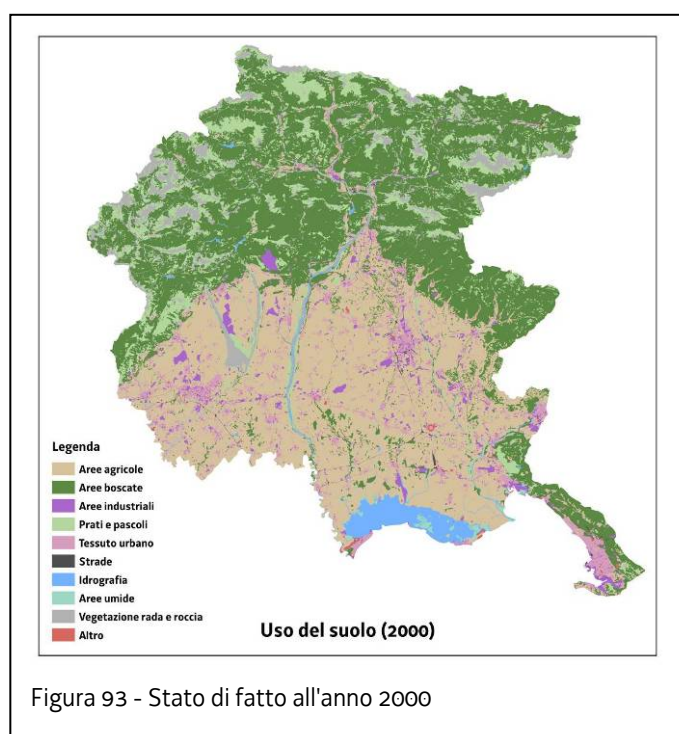 Legenda
Aree agricole
Aree boscate
Aree industriali
Prati e pascoli
Tessuto urbano
Strade
Idrografia
Aree umide
Vegetazione rada e roccia
Altro
Uso del suolo (2000)
Figura 93 - Stato di fatto all'anno 2000